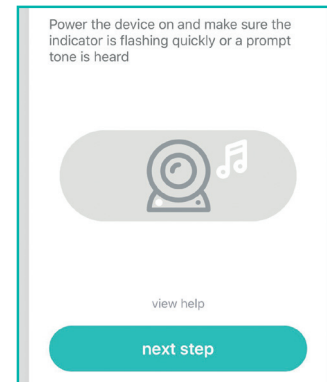 Power the device on and make sure the
indicator is flashing quickly or a prompt
tone is heard
view help
next step